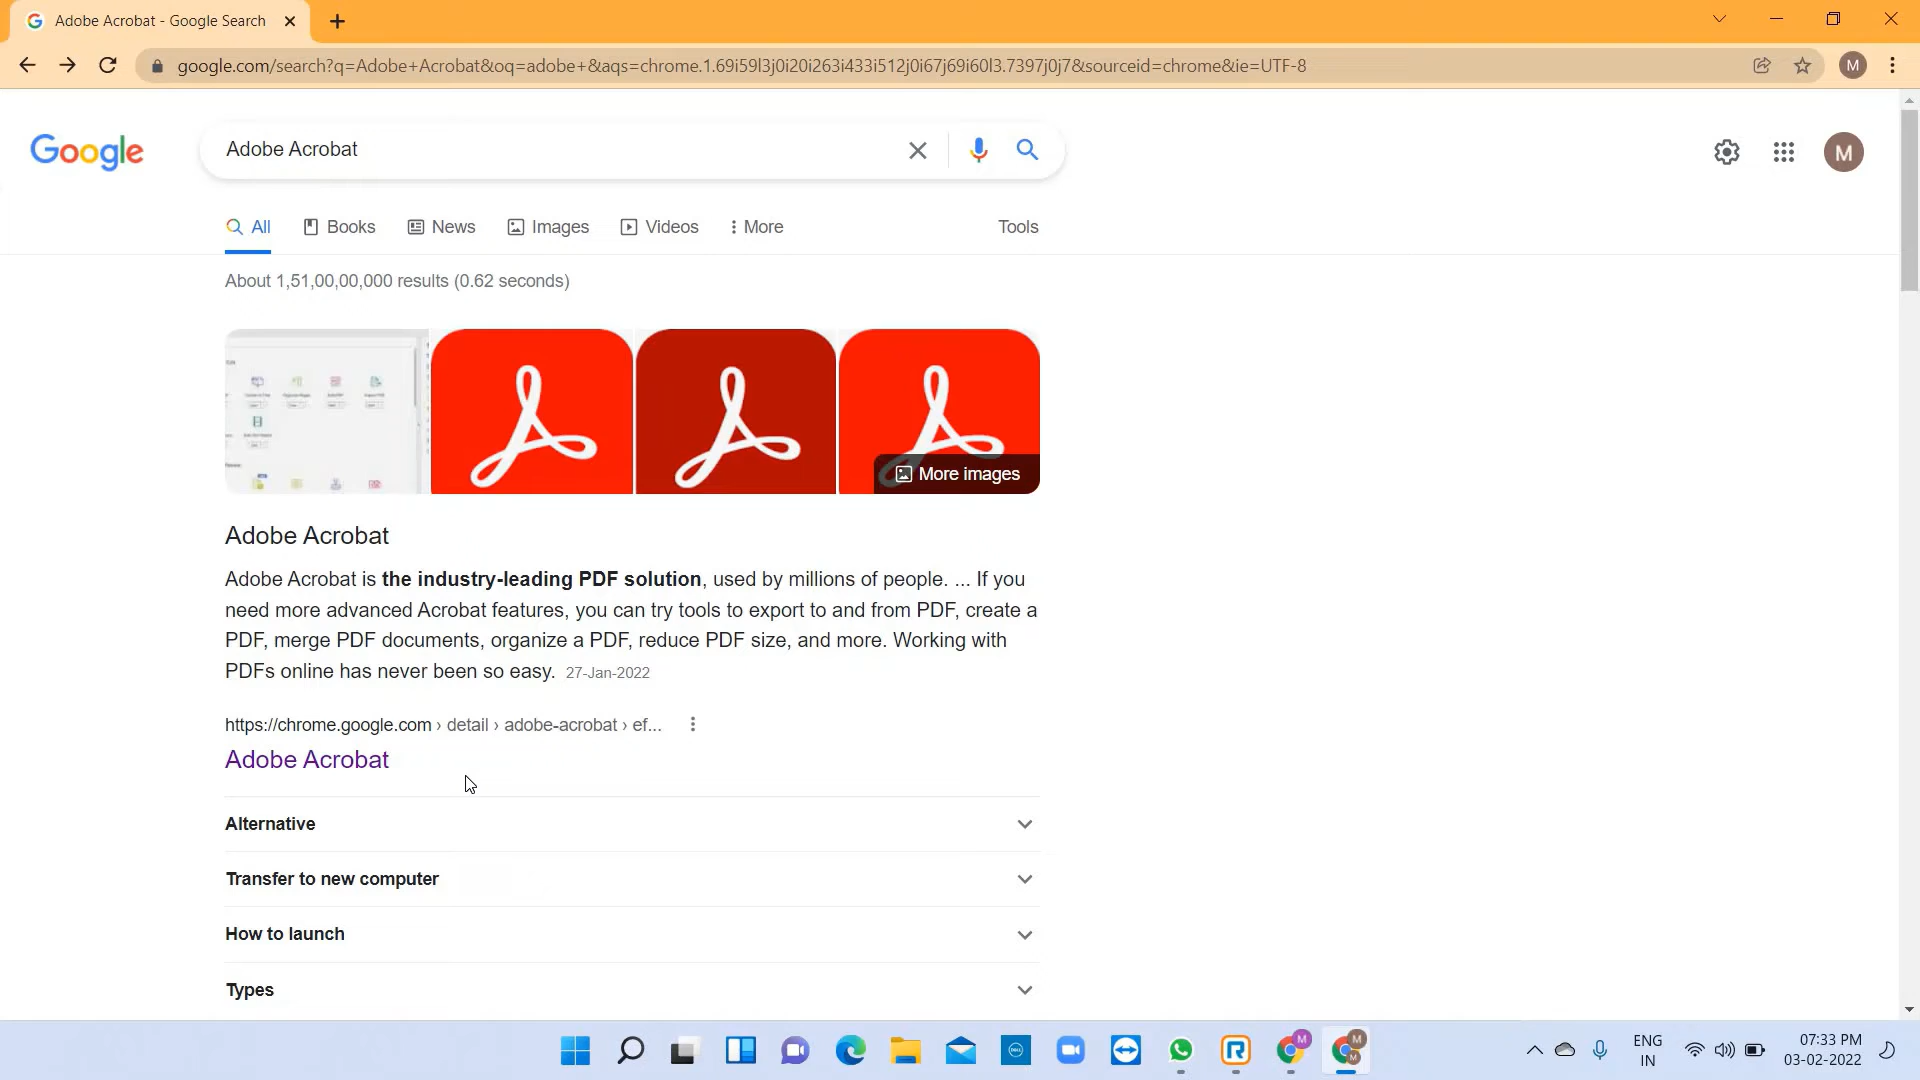 Adobe Acrobat - Google Search
google.com/search?q=Adobe+Acrobat&oq=adobe+&aqs=chrome.1.69i59l3j0i20i263i433i512j0i67j69i60l3.7397j0j7&sourceid=chrome&ie=UTF-8
M
Google
Adobe Acrobat
M
All
Books
News
Images
Videos
More
Tools
About 1,51,00,00,000 results (0.62 seconds)
More images
Adobe Acrobat
Adobe Acrobat is the industry-leading PDF solution, used by millions of people. ... If you
need more advanced Acrobat features, you can try tools to export to and from PDF, create a
PDF, merge PDF documents, organize a PDF, reduce PDF size, and more. Working with
PDFs online has never been so easy. 27-Jan-2022
https://chrome.google.com › detail › adobe-acrobat › ef...
Adobe Acrobat
Alternative
Transfer to new computer
How to launch
Types
DELL
R
M
M
M
ENG
IN
07:33 PM
03-02-2022